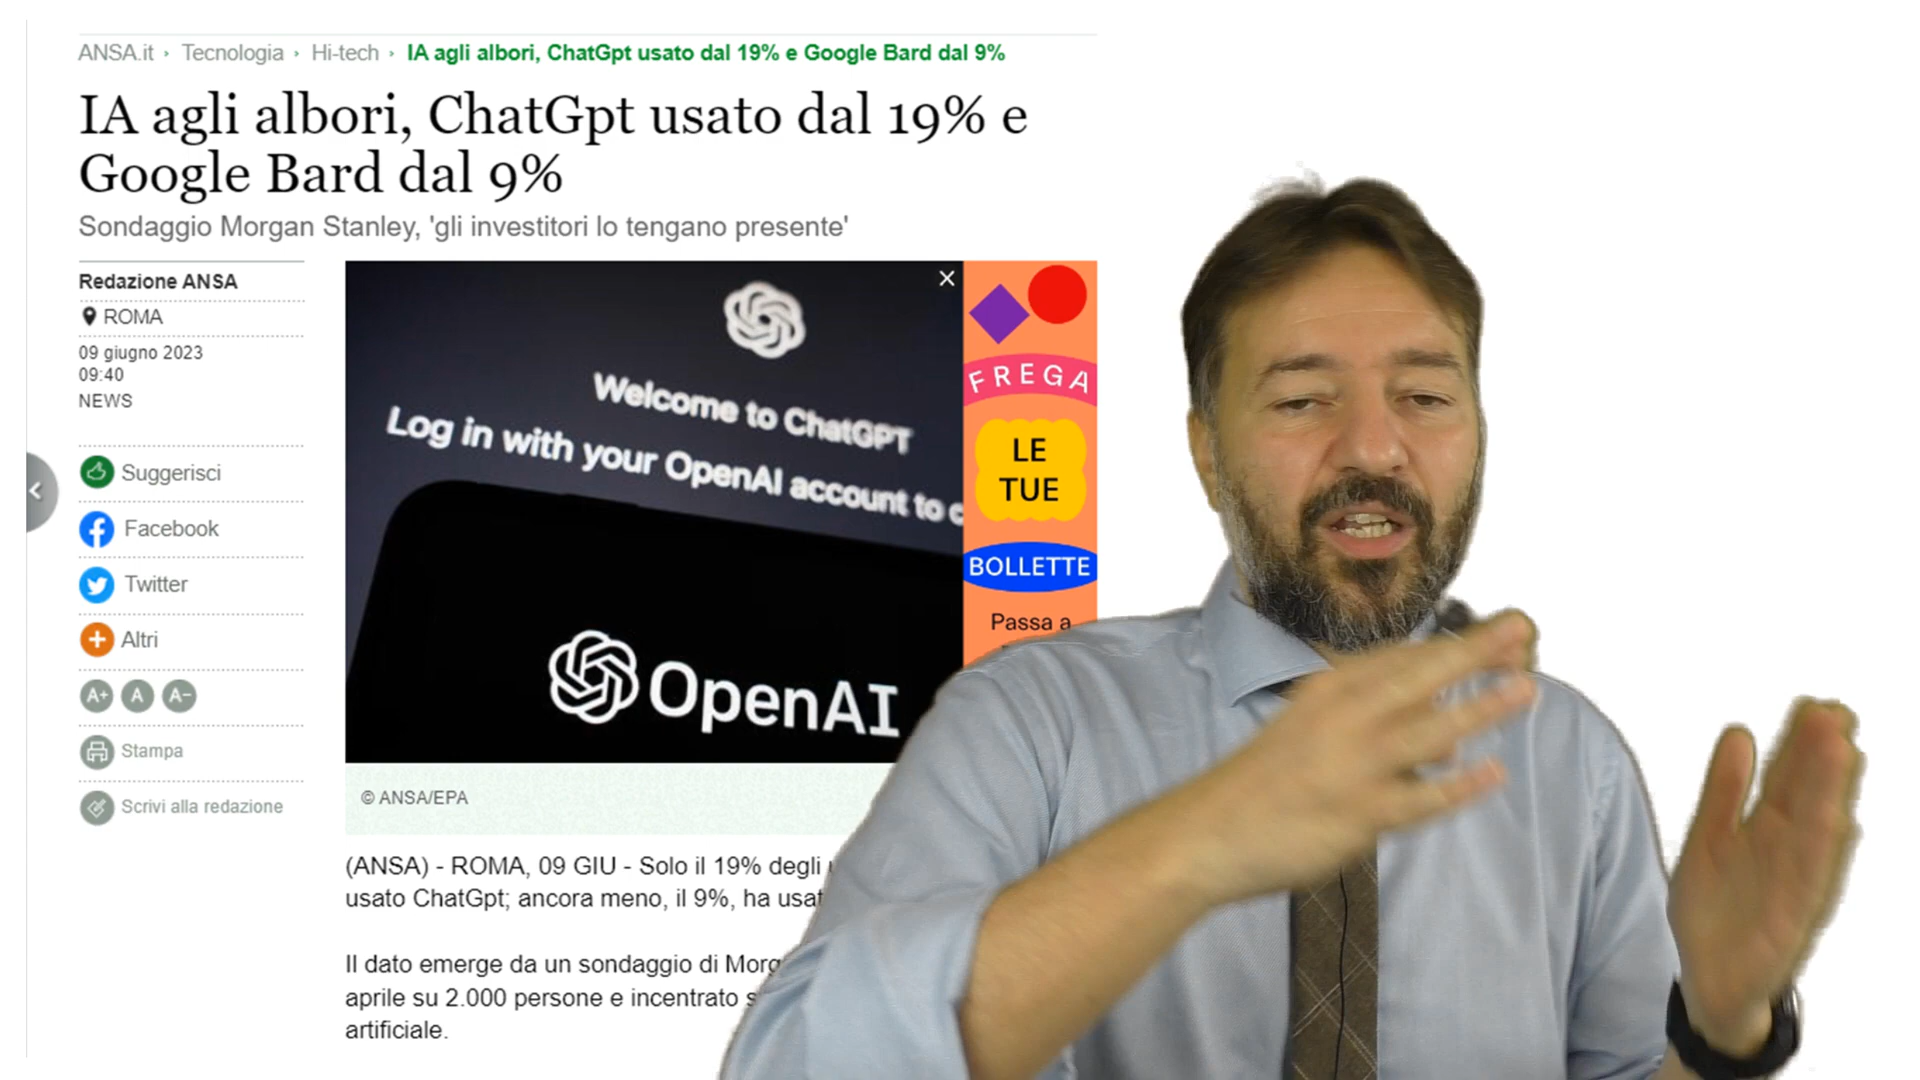 ANSA.it › Tecnologia › Hi-tech › IA agli albori, ChatGpt usato dal 19% e Google Bard dal 9%
IA agli albori, ChatGpt usato dal 19% e
Google Bard dal 9%
Sondaggio Morgan Stanley, 'gli investitori lo tengano presente'
Redazione ANSA
ROMA
09 giugno 2023
09:40
NEWS
Suggerisci
Facebook
Twitter
Altri
A+ A A-
Stampa
Scrivi alla redazione
Welcome to ChatGPT
Log in with your OpenAI account to
OpenAI
FREGA
LE
TUE
BOLLETTE
Passa a
© ANSA/EPA
(ANSA) - ROMA, 09 GIU - Solo il 19% degli
usato ChatGpt; ancora meno, il 9%, ha
Il dato emerge da un sondaggio di
aprile su 2.000 persone e incentrato
artificiale.